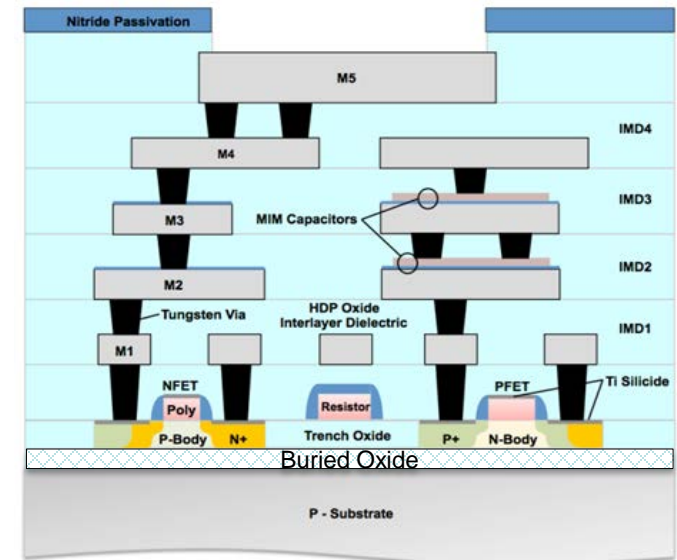 Nitride Passivation
M5
IMD4
M4
IMD3
M3
MIM Capacitors
IMD2
M2
Tungsten Via
HDP Oxide
Interlayer Dielectric
IMD1
M1
NFET
PFET
Ti Silicide
Poly
Resistor
P-Body
N+
Trench Oxide
P+
N-Body
Buried Oxide
P - Substrate